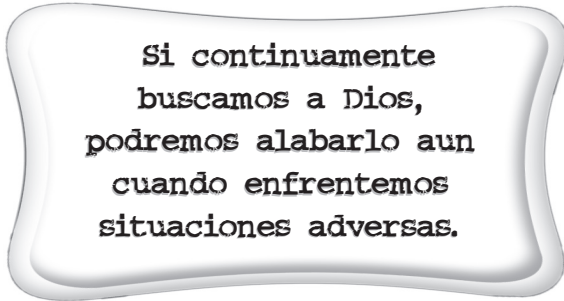 Si continuamente
buscamos a Dios,
podremos alabarlo aun
cuando enfrentemos
situaciones adversas.